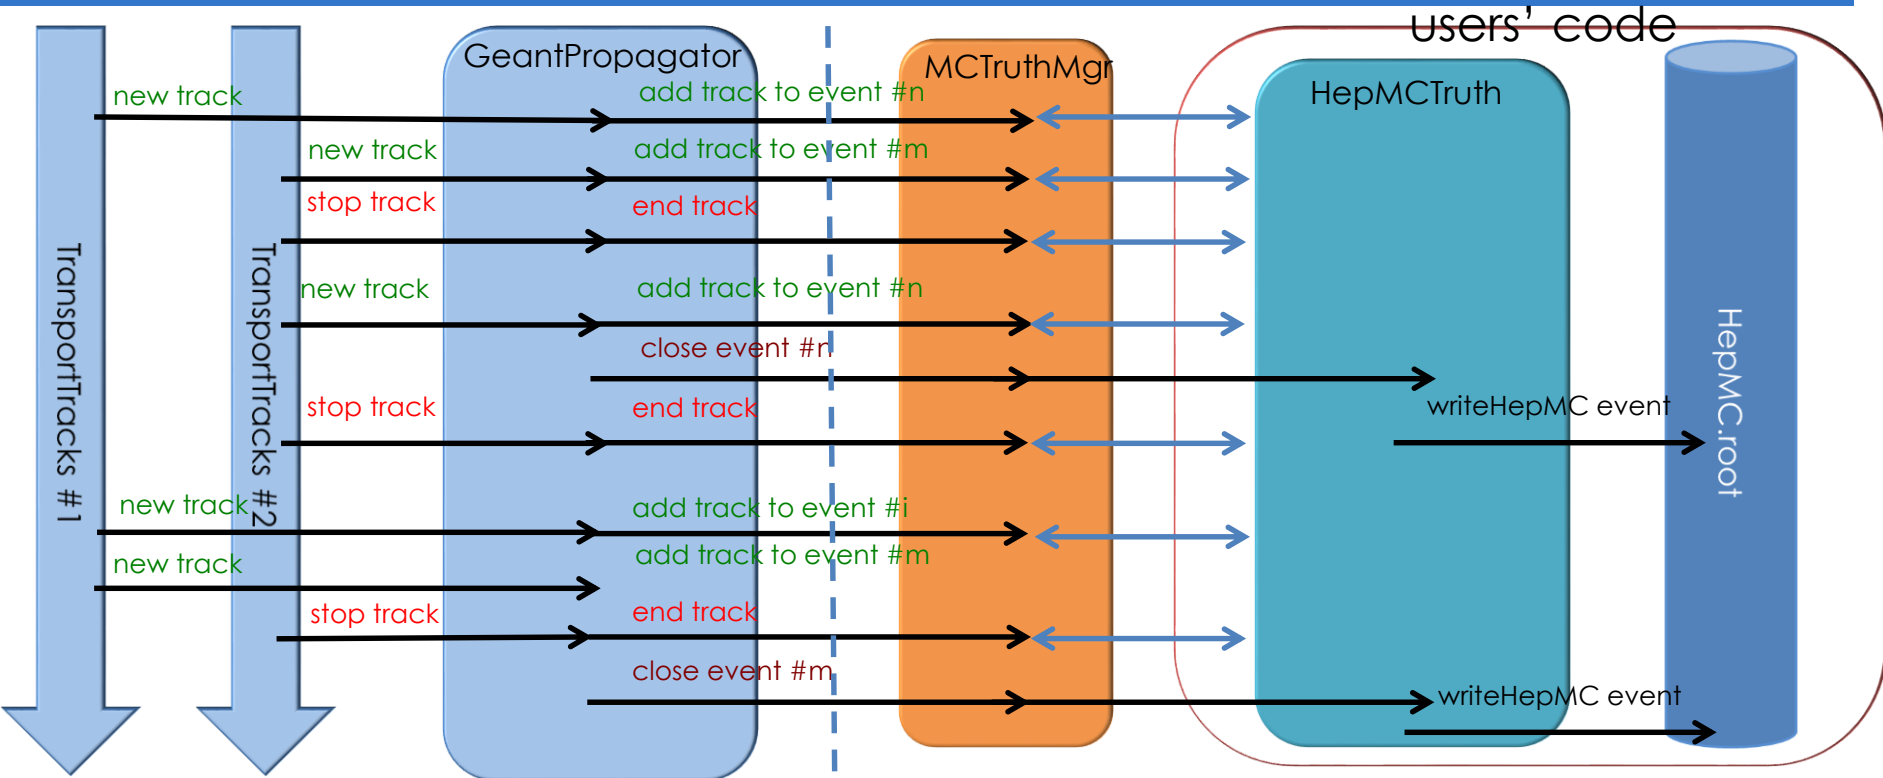 users' code
GeantPropagator
MCTruthMgr
HepMCTruth
new track
add track to event #n
new track
add track to event #m
stop track
end track
TransportTracks #1
TransportTracks #2
new track
add track to event #n
HepMC.root
close event #n
stop track
end track
writeHepMC event
new track
add track to event #i
new track
add track to event #m
stop track
end track
close event #m
writeHepMC event